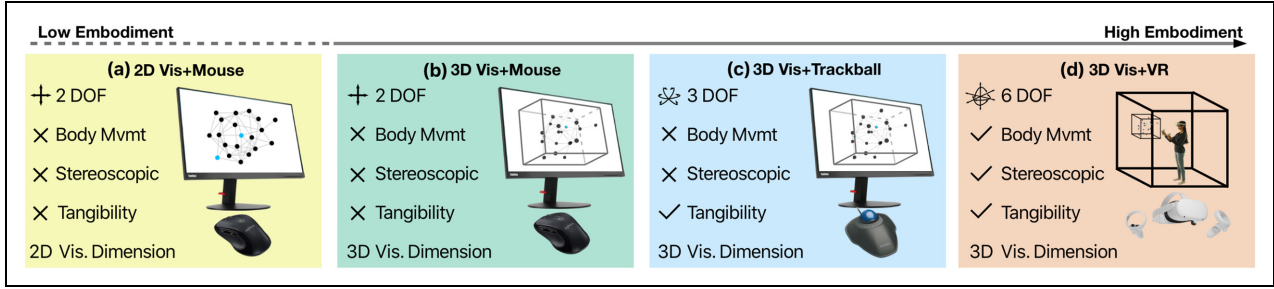 Low Embodiment
High Embodiment
(a) 2D Vis+Mouse
2 DOF
Body Mvmt
Stereoscopic
Tangibility
2D Vis. Dimension
(b) 3D Vis+Mouse
2 DOF
Body Mvmt
Stereoscopic
Tangibility
3D Vis. Dimension
(c) 3D Vis+Trackball
3 DOF
Body Mvmt
Stereoscopic
Tangibility
3D Vis. Dimension
(d) 3D Vis+VR
6 DOF
Body Mvmt
Stereoscopic
Tangibility
3D Vis. Dimension